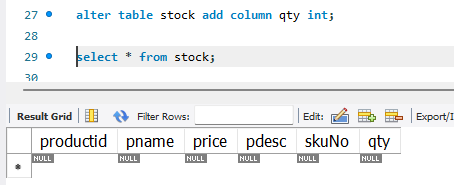 27 alter table stock add column qty int;
28
29 select * from stock;
30
Result Grid Filter Rows: Edit: Export/I
productid pname price pdesc skuNo qty
* NULL NULL NULL NULL NULL NULL